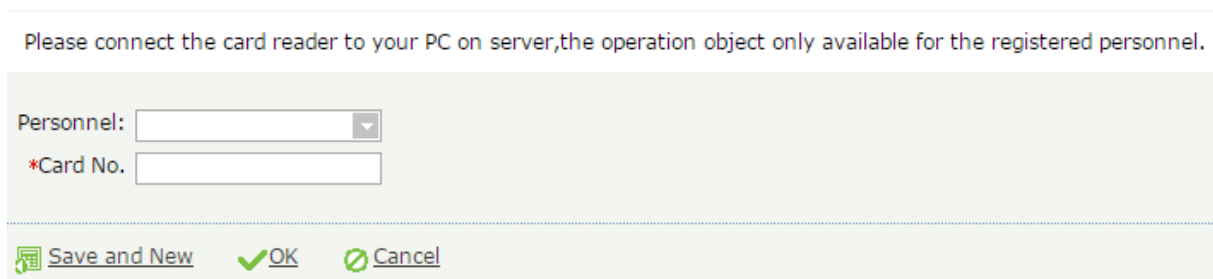 Please connect the card reader to your PC on server,the operation object only available for the registered personnel.
Personnel:
*Card No.
Save and New OK Cancel